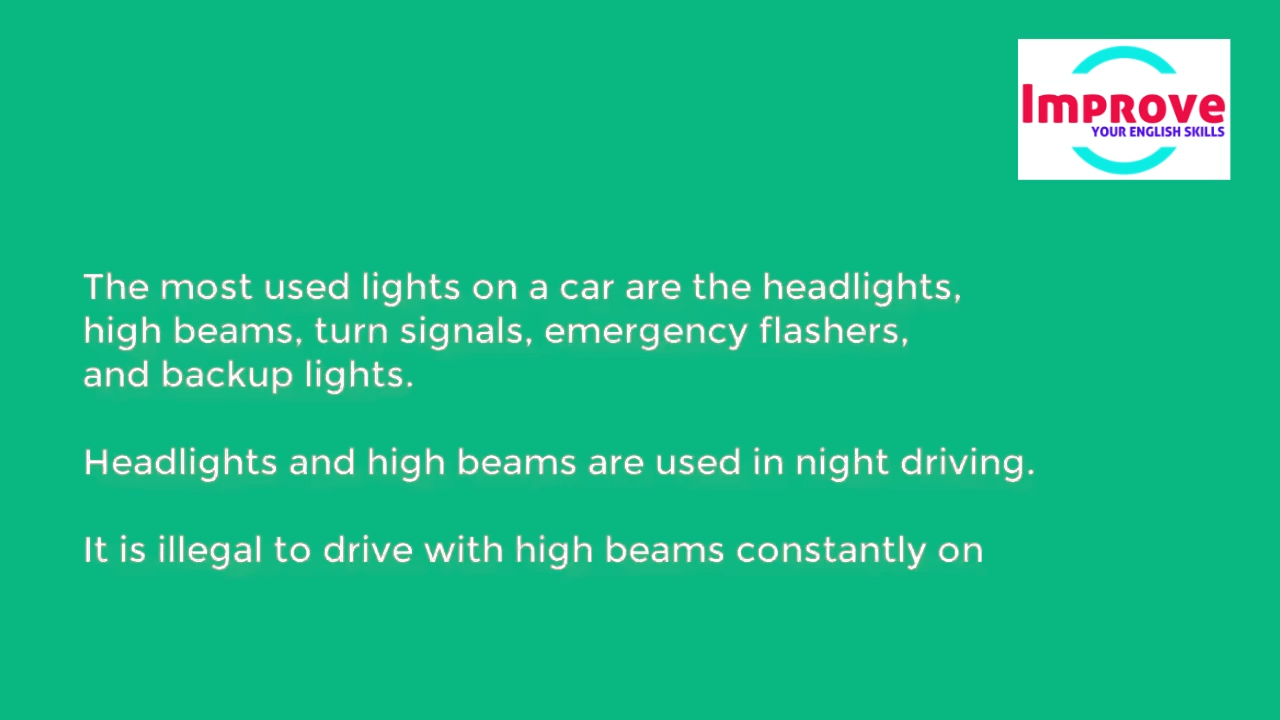 Improve
YOUR ENGLISH SKILLS
The most used lights on a car are the headlights,
high beams, turn signals, emergency flashers,
and backup lights.
Headlights and high beams are used in night driving.
It is illegal to drive with high beams constantly on